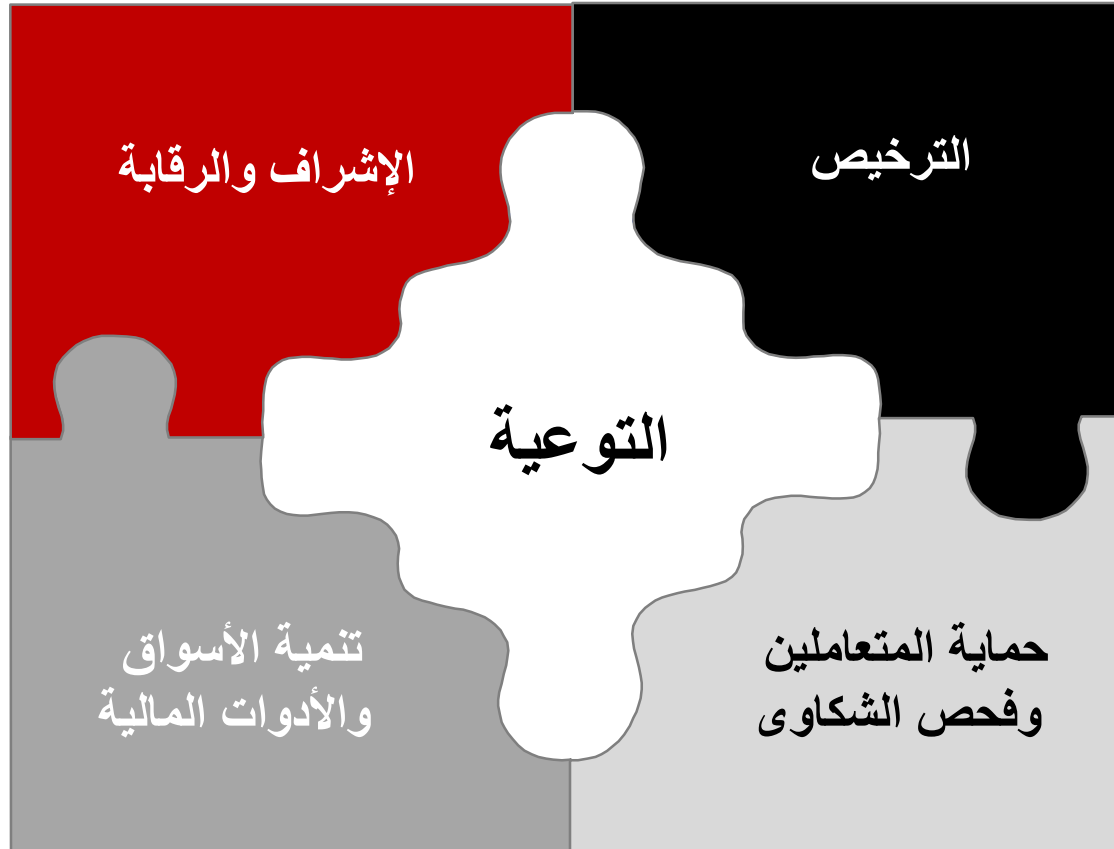 الترخيص
الإشراف والرقابة
التوعية
حماية المتعاملين
وفحص الشكاوى
تنمية الأسواق
والأدوات المالية